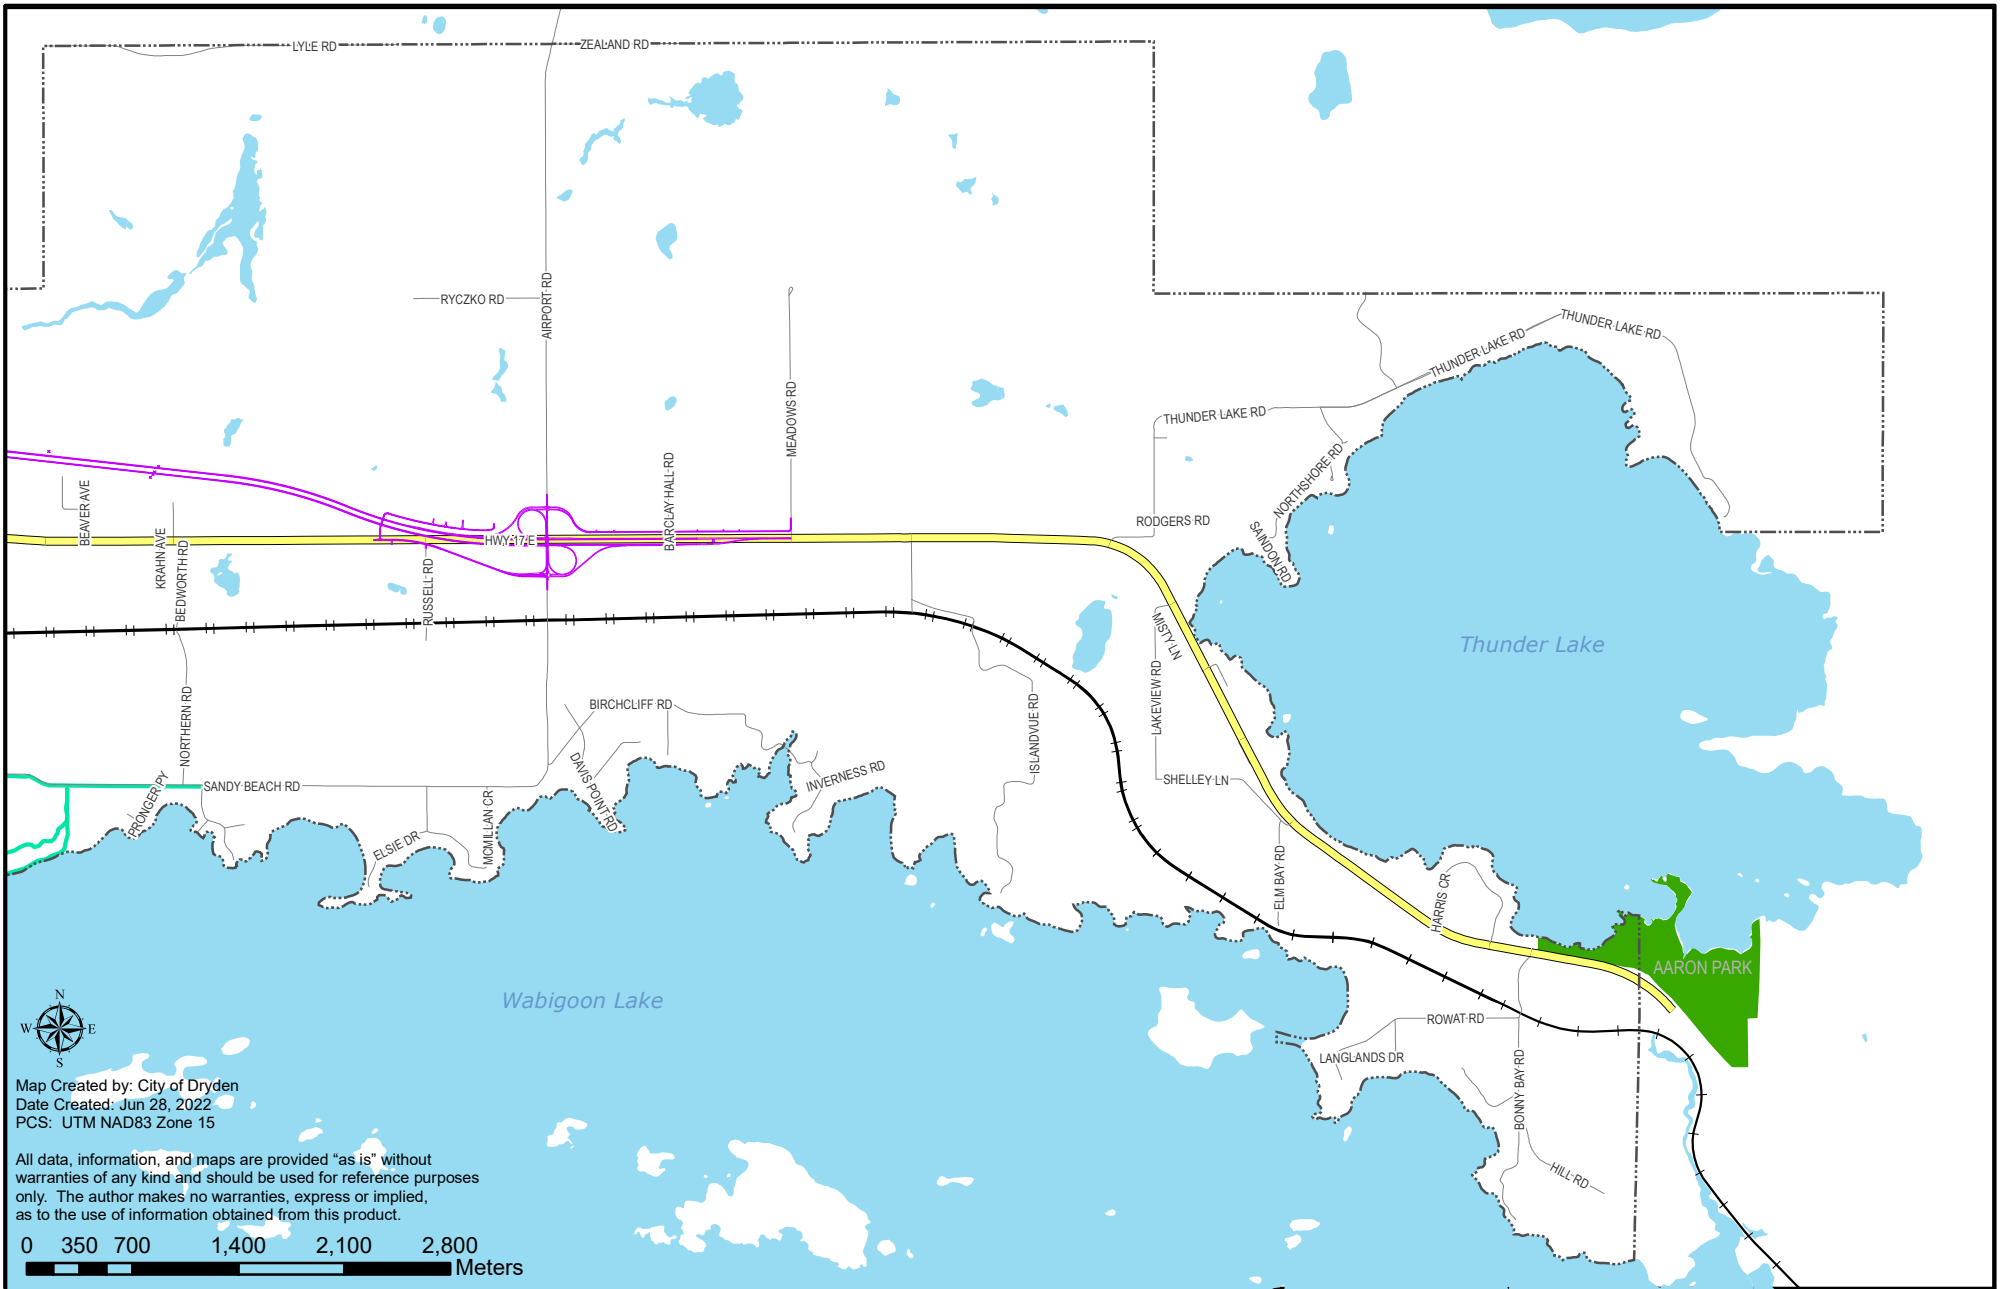 LYLE RD
ZEALAND RD
RYCZKO RD
AIRPORT RD
THUNDER LAKE RD
THUNDER LAKE RD
MEADOWS RD
THUNDER LAKE RD
BARCLAY HALL RD
NORTHSHORE RD
BEAVER AVE
RODGERS RD
HWY 17 E
SAINDON RD
KRAHN AVE
BEDWORTH RD
RUSSELL RD
MISTY LN
Thunder Lake
LAKEVIEW RD
NORTHERN RD
BIRCHCLIFF RD
ISLANDVUE RD
DAVIS POINT RD
INVERNESS RD
SHELLEY LN
SANDY BEACH RD
PRONGER PY
MCMILLAN CR
ELSIE DR
ELM BAY RD
HARRIS CR
AARON PARK
Wabigoon Lake
ROWAT RD
LANGLANDS DR
BONNY BAY RD
HILL RD
N
W
E
S
Map Created by: City of Dryden
Date Created: Jun 28, 2022
PCS: UTM NAD83 Zone 15
All data, information, and maps are provided “as is” without
warranties of any kind and should be used for reference purposes
only. The author makes no warranties, express or implied,
as to the use of information obtained from this product.
0 350 700 1,400 2,100 2,800
Meters